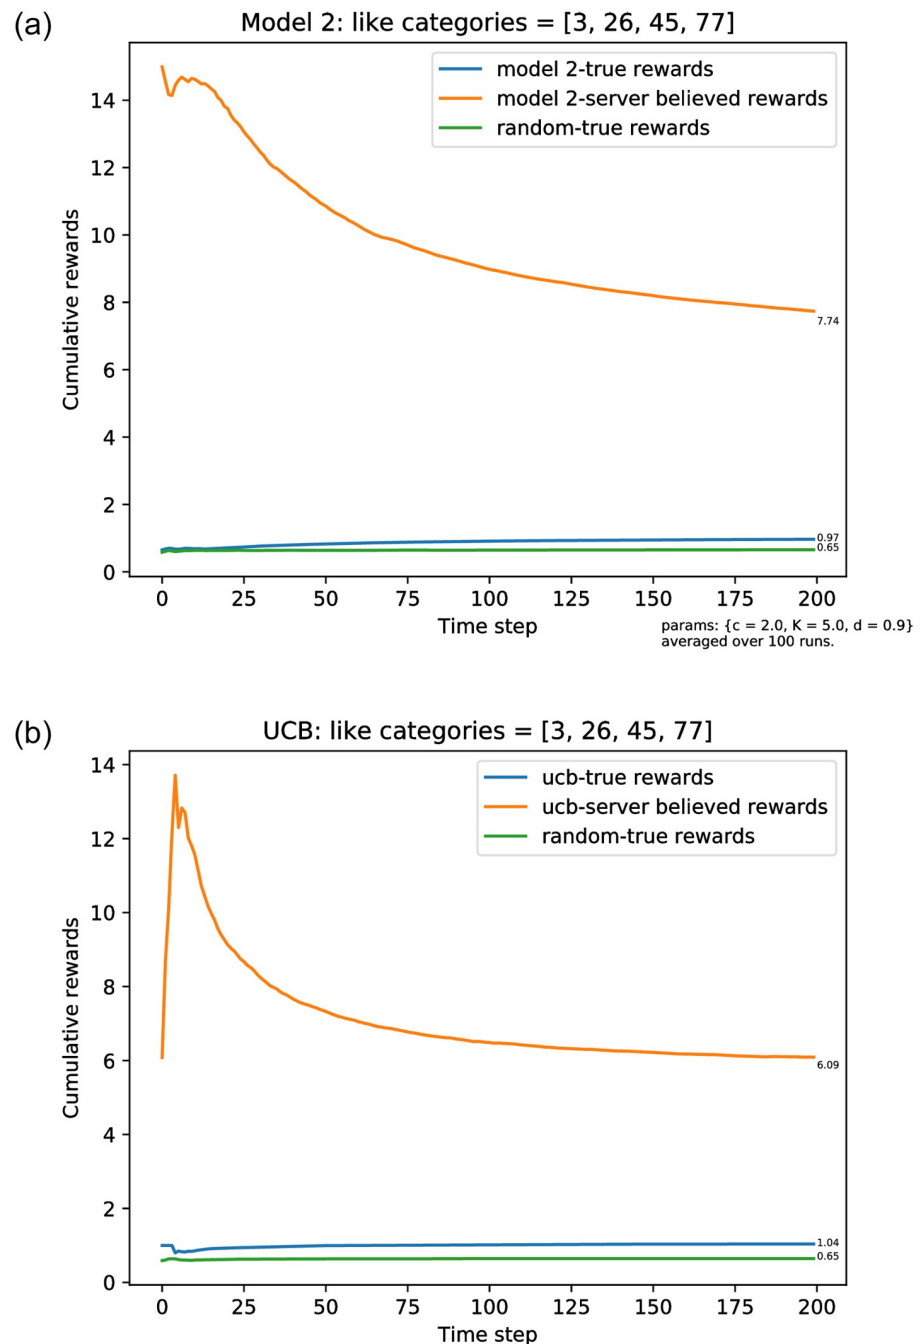 (a)
Model 2: like categories = [3, 26, 45, 77]
model 2-true rewards
model 2-server believed rewards
random-true rewards
Cumulative rewards
14
12
10
8
6
4
2
0
7.74
0.97
0.65
0 25 50 75 100 125 150 175 200
Time step
params: {c = 2.0, K = 5.0, d = 0.9}
averaged over 100 runs.
(b)
UCB: like categories = [3, 26, 45, 77]
ucb-true rewards
ucb-server believed rewards
random-true rewards
Cumulative rewards
14
12
10
8
6
4
2
0
6.09
1.04
0.65
0 25 50 75 100 125 150 175 200
Time step